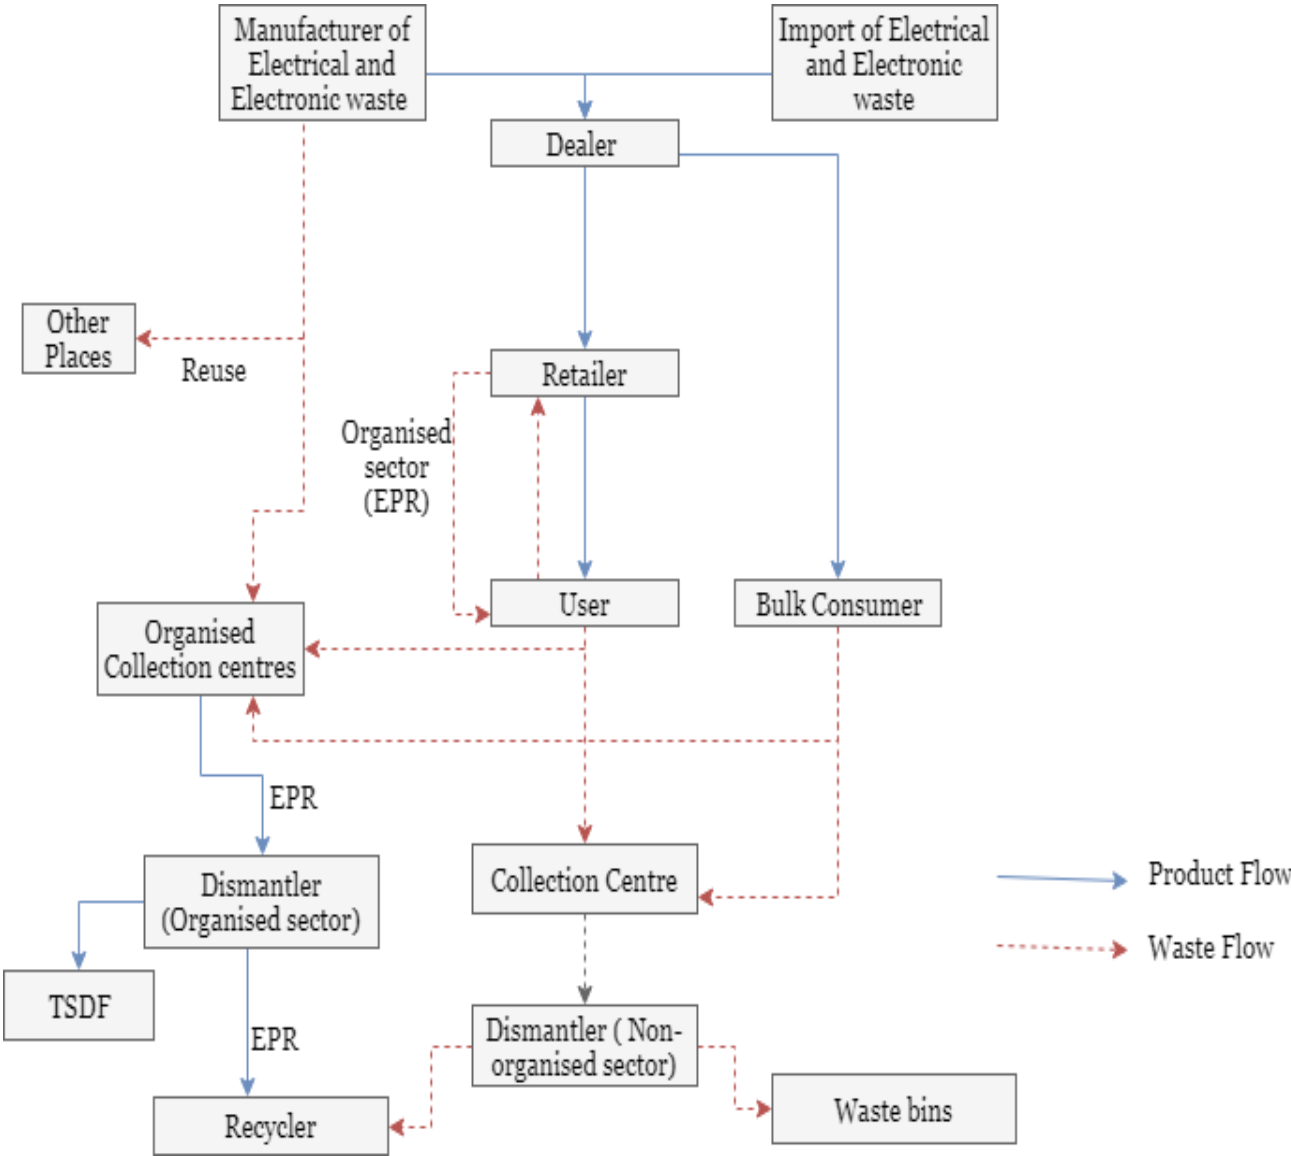 Manufacturer of
Electrical and
Electronic waste
Import of Electrical
and Electronic
waste
Dealer
Other
Places
Reuse
Retailer
Organised
sector
(EPR)
User
Bulk Consumer
Organised
Collection centres
EPR
Dismantler
(Organised sector)
Collection Centre
Product Flow
Waste Flow
TSDF
EPR
Dismantler ( Non-
organised sector)
Recycler
Waste bins